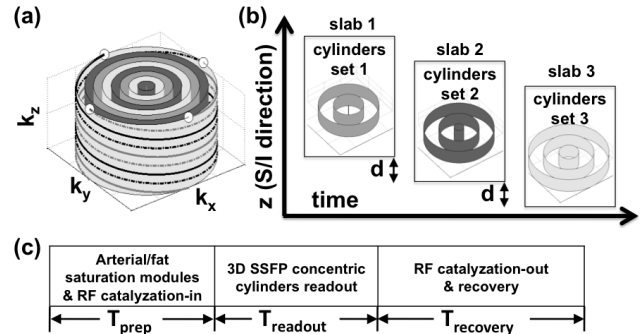 (a)
k_z
k_y
k_x
(b)
z (S/I direction)
slab 1
cylinders
set 1
slab 2
cylinders
set 2
slab 3
cylinders
set 3
d
d
time
(c)
Arterial/fat
saturation modules
& RF catalyzation-in
3D SSFP concentric
cylinders readout
RF catalyzation-out
& recovery
T_prep
T_readout
T_recovery